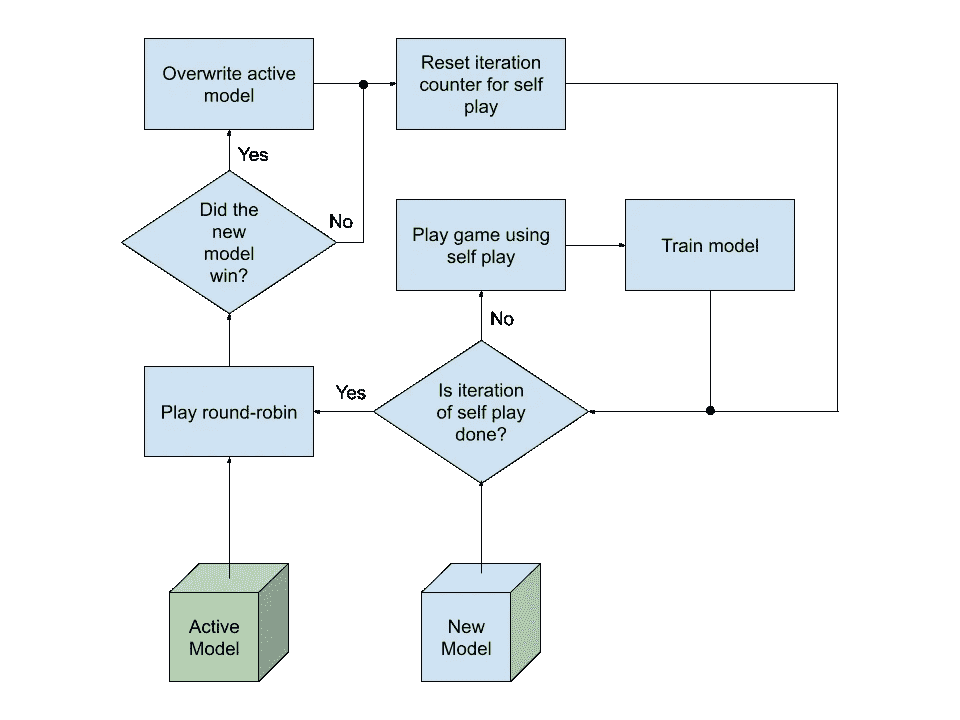 Overwrite active
model
Reset iteration
counter for self
play
Yes
Did the
new
model
win?
No
Play game using
self play
Train model
No
Play round-robin
Yes
Is iteration
of self play
done?
Active
Model
New
Model